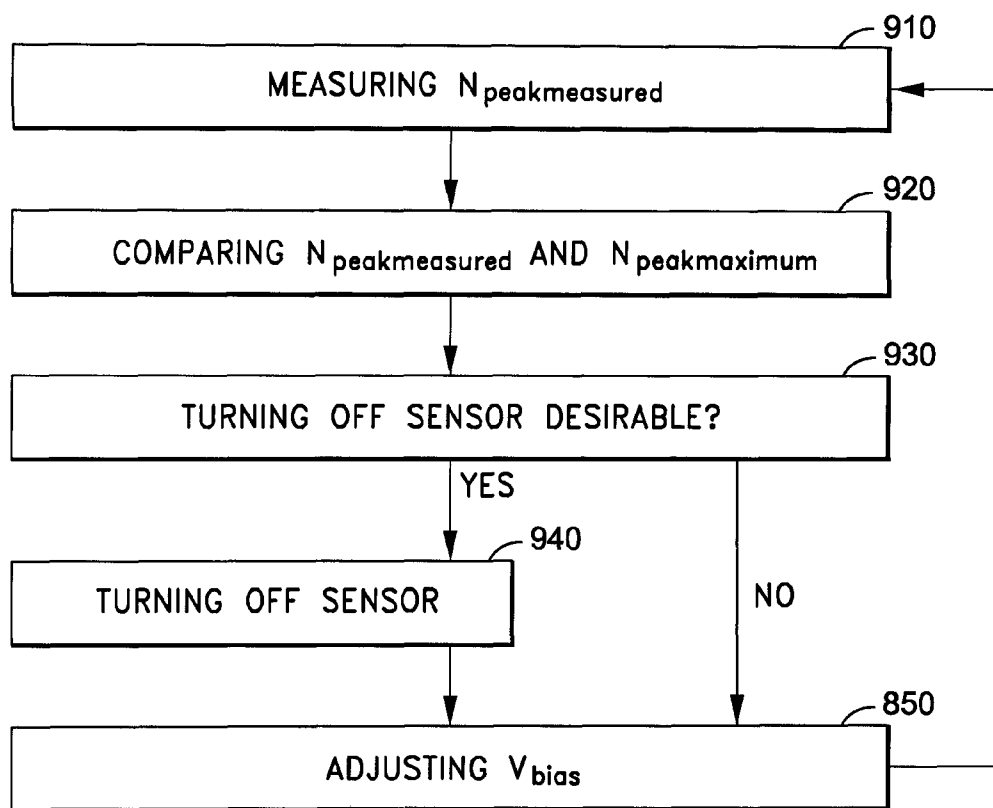 910
MEASURING Npeakmeasured
920
COMPARING Npeakmeasured AND Npeakmaximum
930
TURNING OFF SENSOR DESIRABLE?
YES
940
TURNING OFF SENSOR
NO
850
ADJUSTING Vbias